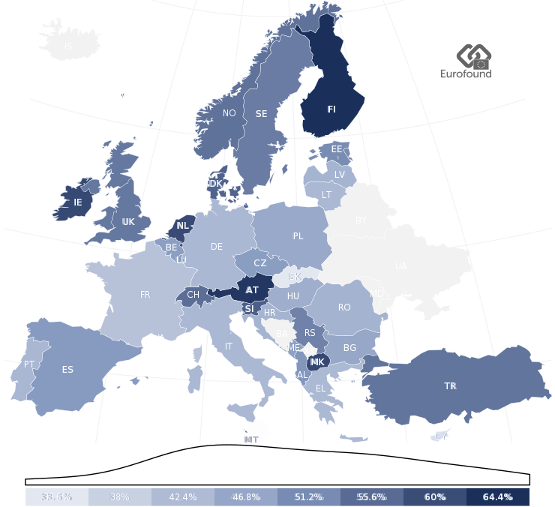 IS
Eurofound
NO
SE
FI
EE
LV
LT
DK
IE
UK
NL
BE
LU
DE
PL
BY
UA
CZ
SK
FR
CH
AT
HU
SI
HR
RO
BA
RS
ME
BG
MK
AL
IT
PT
ES
EL
TR
MT
CY
33.6% 38% 42.4% 46.8% 51.2% 55.6% 60% 64.4%